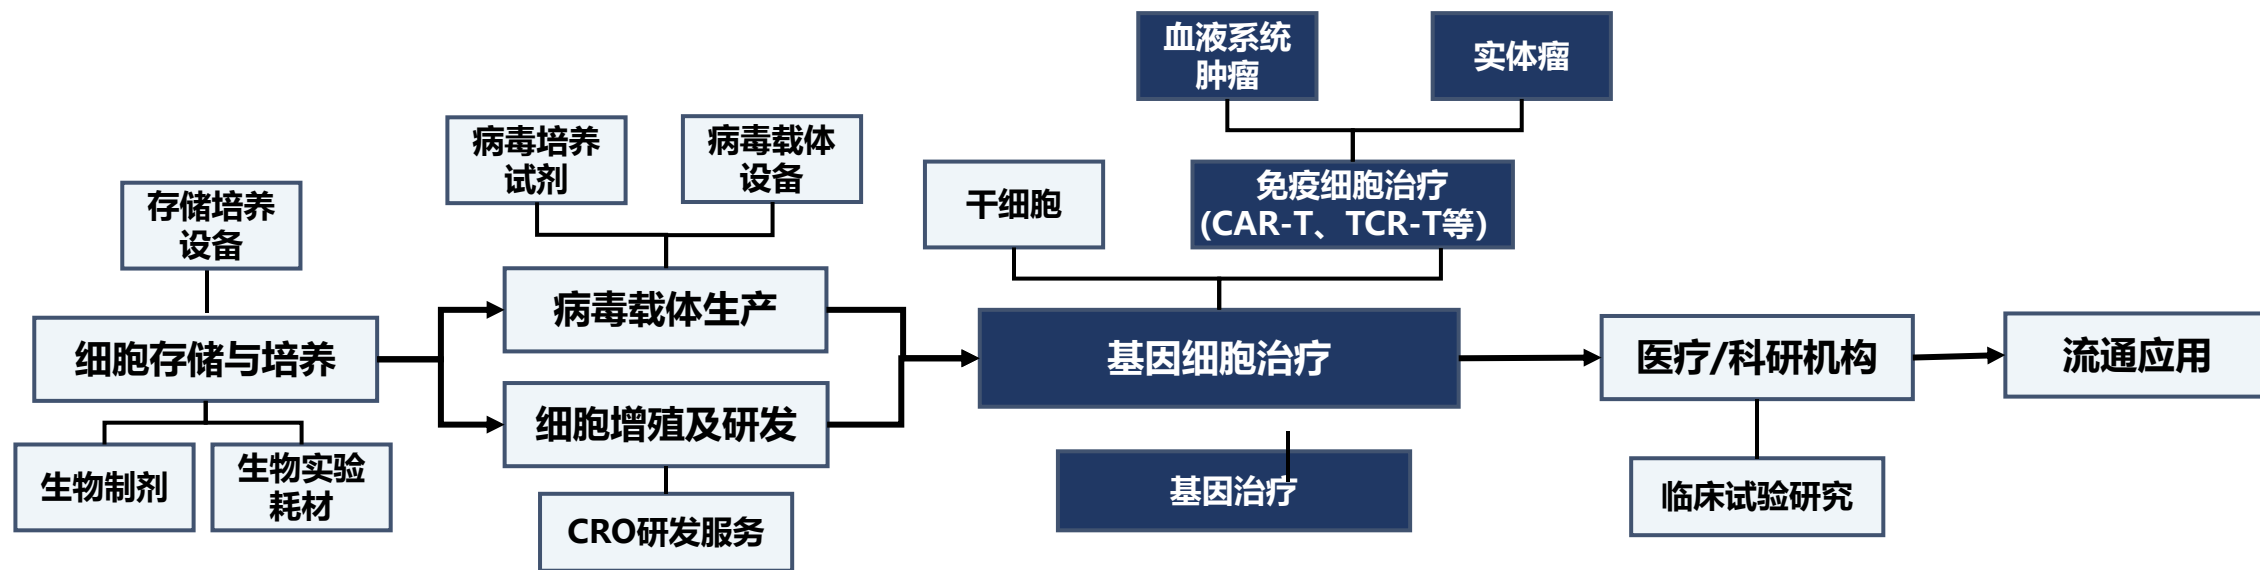 血液系统
肿瘤
实体瘤
病毒培养
试剂
病毒载体
设备
存储培养
设备
干细胞
免疫细胞治疗
(CAR-T、TCR-T等)
病毒载体生产
细胞存储与培养
基因细胞治疗
医疗/科研机构
流通应用
细胞增殖及研发
生物制剂
生物实验
耗材
CRO研发服务
基因治疗
临床试验研究